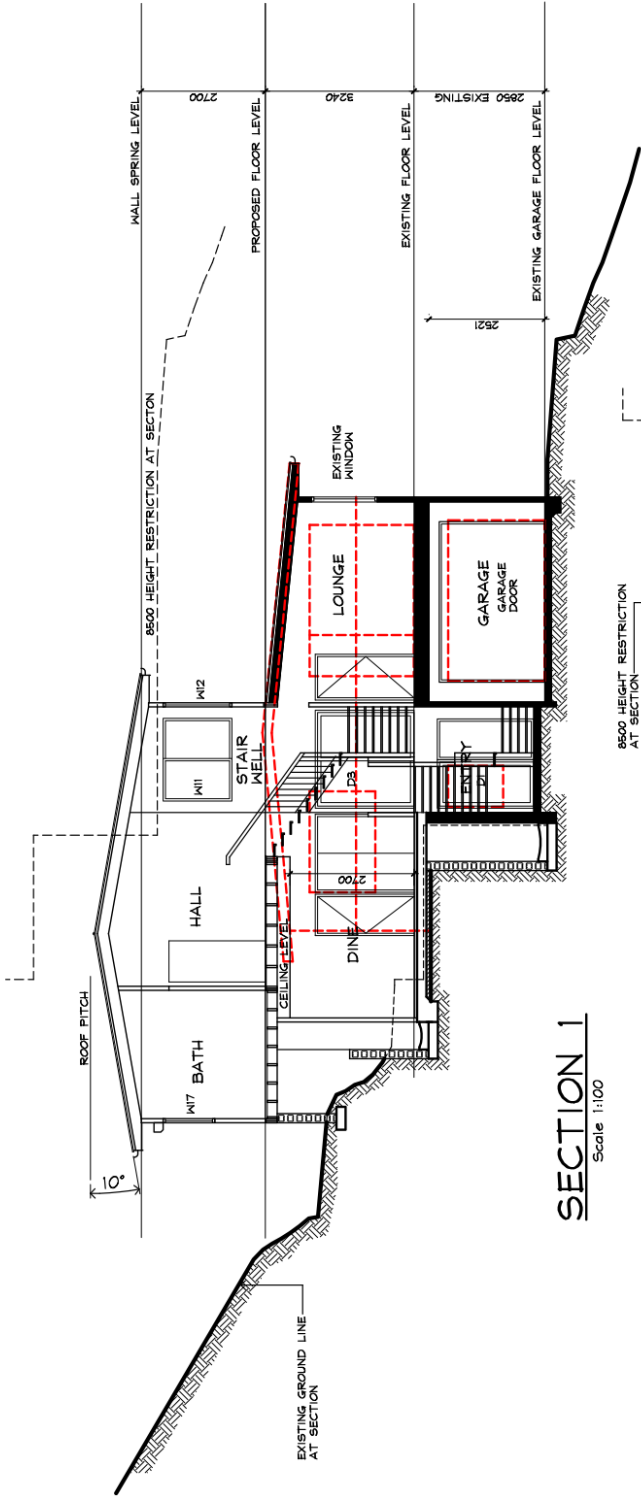 WALL SPRING LEVEL
2700
PROPOSED FLOOR LEVEL
3240
EXISTING FLOOR LEVEL
2850 EXISTING
EXISTING GARAGE FLOOR LEVEL
2521
8500 HEIGHT RESTRICTION AT SECTON
ROOF PITCH
10°
W17
BATH
HALL
W11
W12
STAIR
WELL
CEILING LEVEL
2700
DINE
D3
LOUNGE
EXISTING
WINDOW
ENTRY
D1
GARAGE
GARAGE
DOOR
EXISTING GROUND LINE
AT SECTION
8500 HEIGHT RESTRICTION
AT SECTION
SECTION 1
Scale 1:100